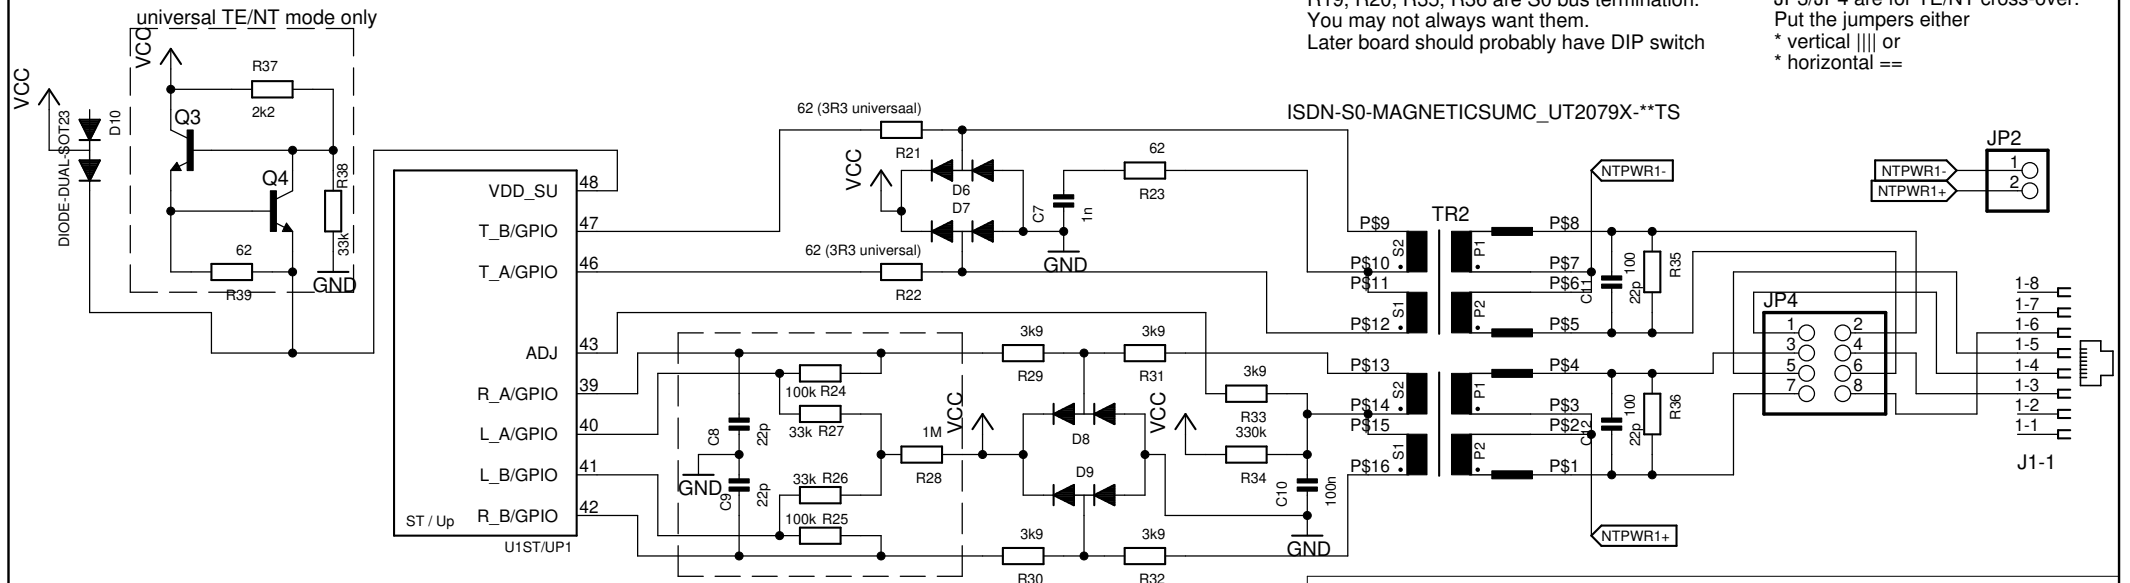 universal TE/NT mode only
R19, R20, R35, R36 are S0 bus termination.
You may not always want them.
Later board should probably have DIP switch
JP3/JP4 are for TE/NT cross-over.
Put the jumpers either
* vertical |||| or
* horizontal ==
ISDN-S0-MAGNETICSUMC_UT2079X-**TS
VCC
VCC
DIODE-DUAL-SOT23
D10
R37
2k2
Q3
Q4
R38
33k
62
R39
GND
VDD_SU
48
T_B/GPIO
47
T_A/GPIO
46
ADJ
43
R_A/GPIO
39
L_A/GPIO
40
L_B/GPIO
41
R_B/GPIO
42
ST / Up
U1ST/UP1
62 (3R3 universaal)
R21
VCC
D6
D7
62 (3R3 universal)
R22
C7
1n
GND
62
R23
C8
22p
GND
C9
22p
100k R24
33k R27
33k R26
100k R25
1M
R28
VCC
3k9
R29
3k9
R31
D8
D9
3k9
R30
3k9
R32
VCC
3k9
R33
330k
R34
C10
100n
GND
TR2
P$9
P$10
P$11
P$12
P$13
P$14
P$15
P$16
S2
S1
S2
S1
P1
P2
P1
P2
P$8
P$7
P$6
P$5
P$4
P$3
P$2
P$1
NTPWR1-
NTPWR1+
C11
22p
100
R35
C12
22p
100
R36
JP2
NTPWR1-
1
NTPWR1+
2
JP4
1
2
3
4
5
6
7
8
1-8
1-7
1-6
1-5
1-4
1-3
1-2
1-1
J1-1